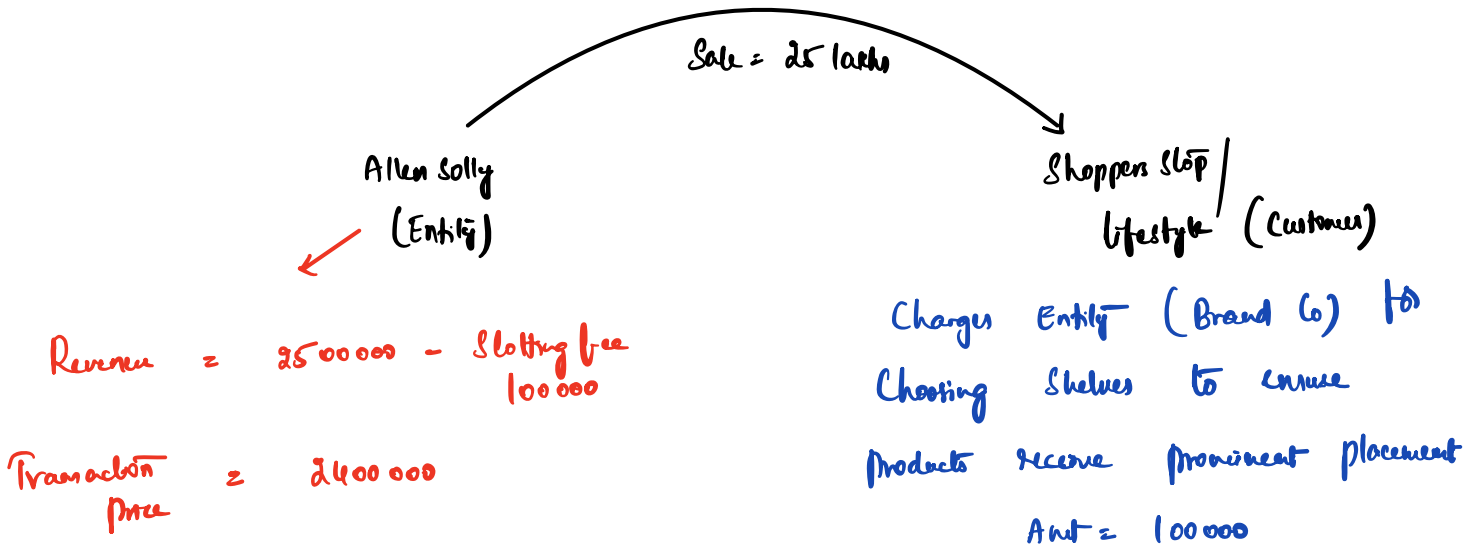 Sale = 25 lakhs
Allen Solly
(Entity)
Shoppers Stop /
Lifestyle (Customer)
Revenue = 2500000 - Slotting fee
100000
Transaction = 2400000
price
Charges Entity (Brand Co) for
Choosing Shelves to ensure
Products receive prominent placement
Amt = 100000